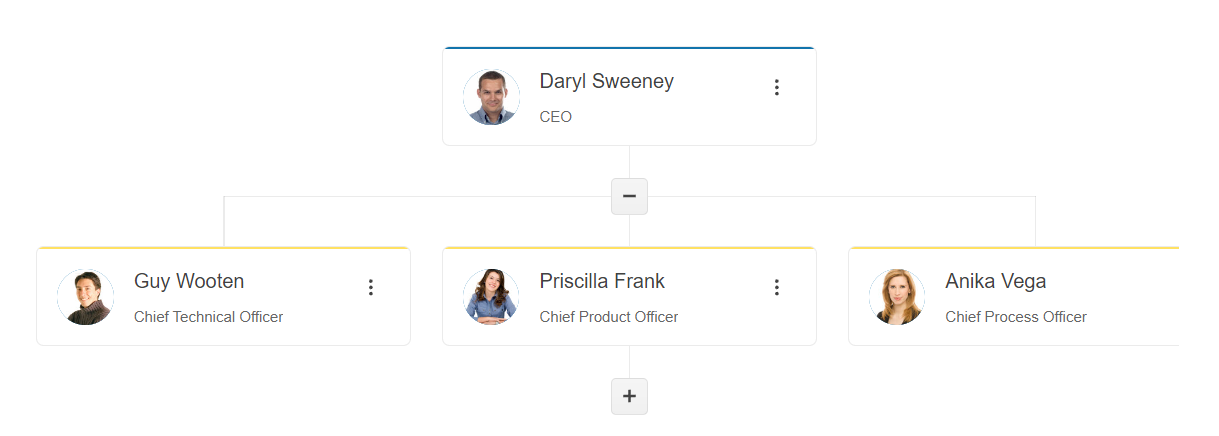 Daryl Sweeney
CEO
Guy Wooten
Chief Technical Officer
Priscilla Frank
Chief Product Officer
Anika Vega
Chief Process Officer